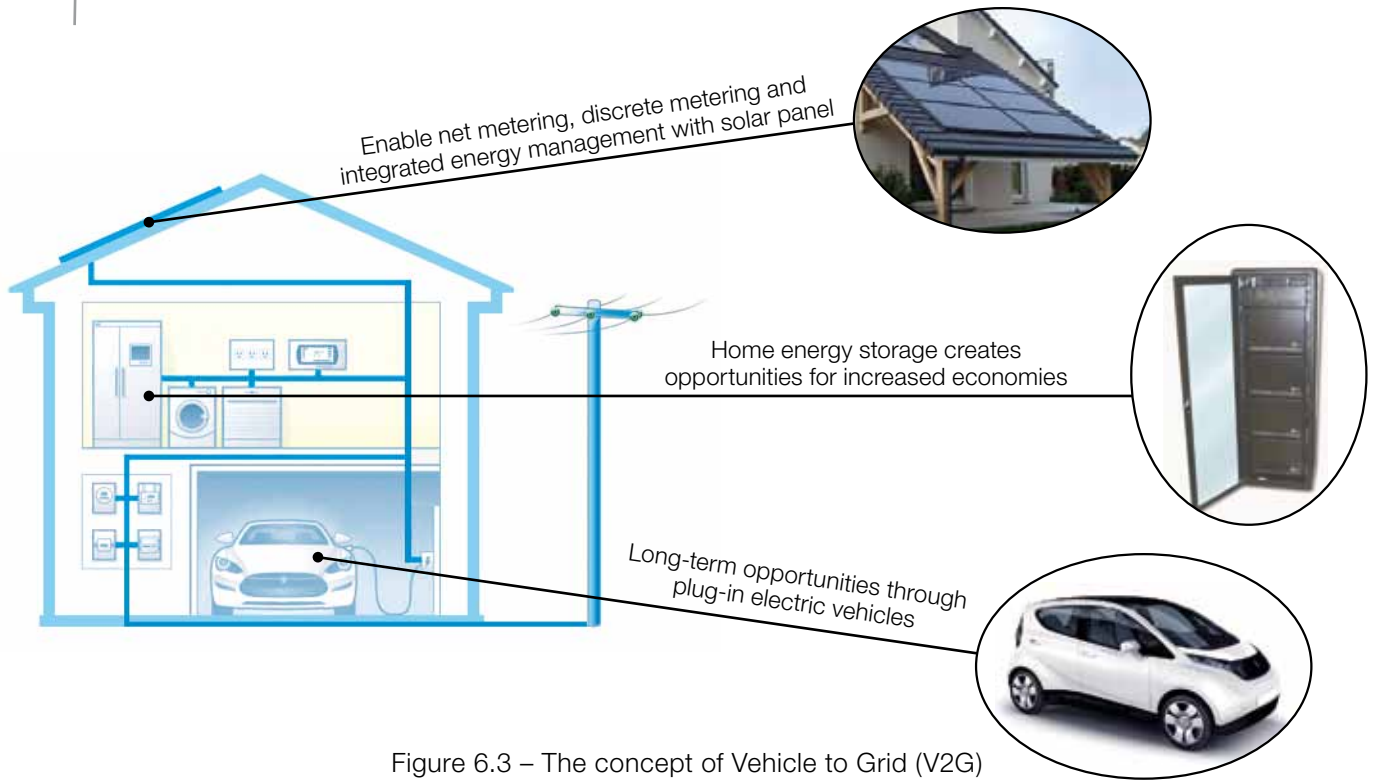 Enable net metering, discrete metering and
integrated energy management with solar panel
Home energy storage creates
opportunities for increased economies
Long-term opportunities through
plug-in electric vehicles
Figure 6.3 – The concept of Vehicle to Grid (V2G)